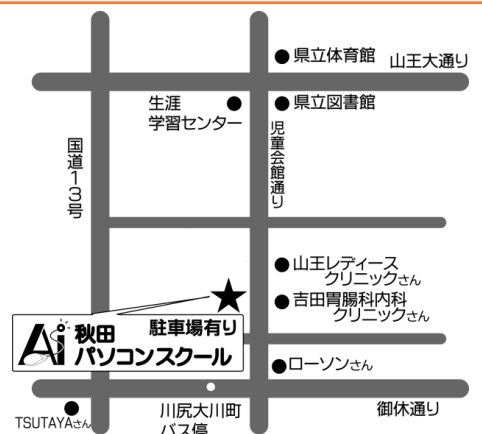 県立体育館
山王大通り
生涯
学習センター
県立図書館
児童会館通り
国道13号
山王レディース
クリニックさん
吉田胃腸科内科
クリニックさん
Ai 秋田
駐車場有り
パソコンスクール
ローソンさん
TSUTAYAさん
川尻大川町
バス停
御休通り